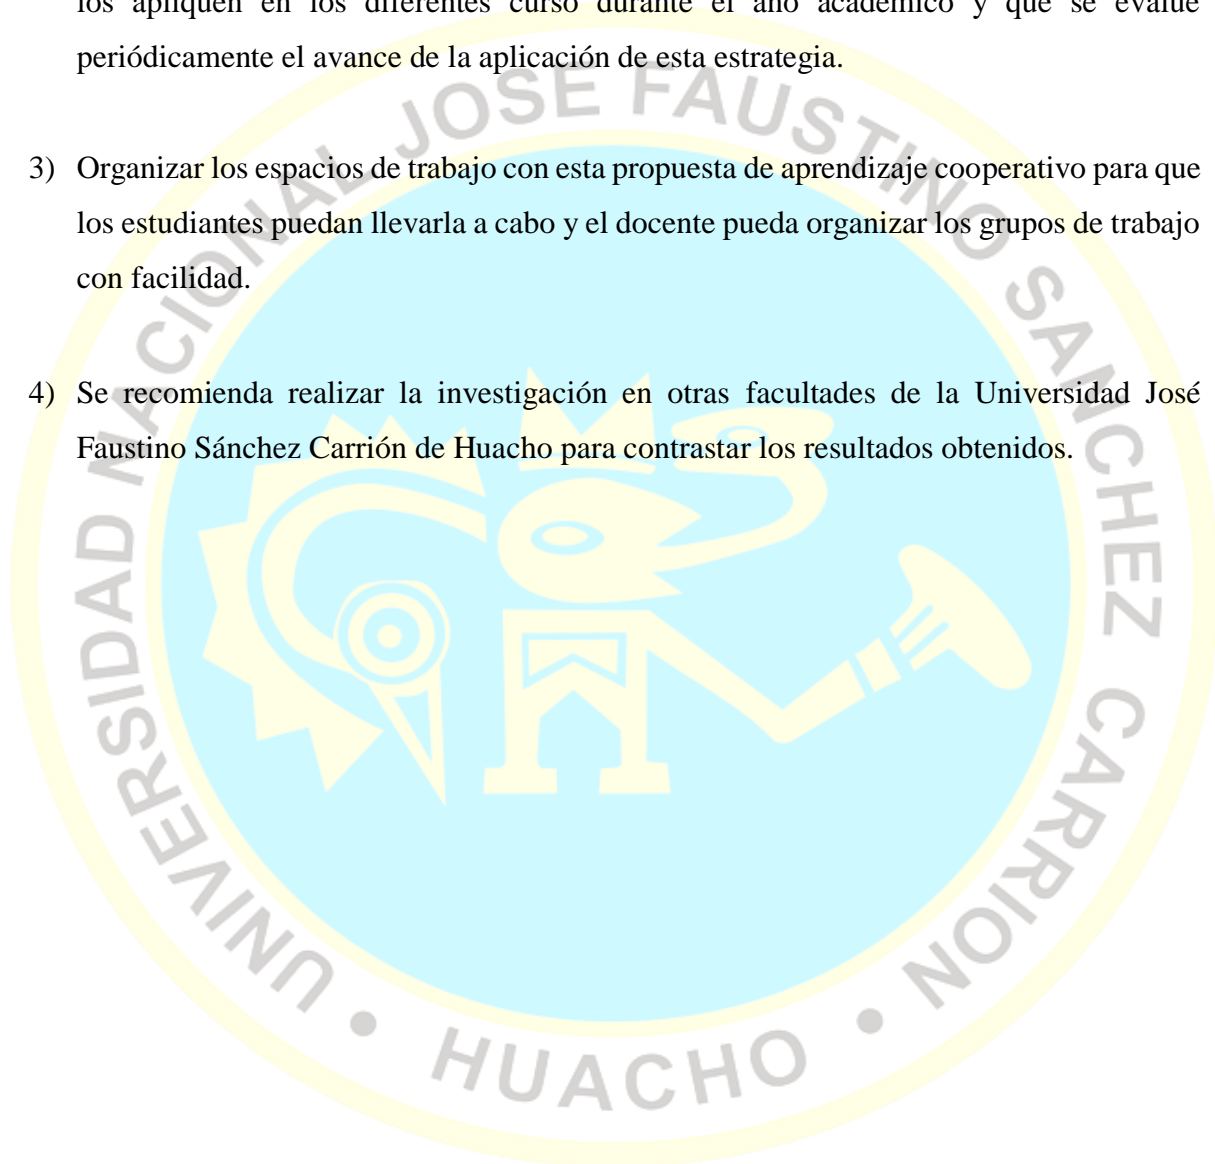 los apliquen en los diferentes curso durante el año académico y que se evalúe
periódicamente el avance de la aplicación de esta estrategia.
3) Organizar los espacios de trabajo con esta propuesta de aprendizaje cooperativo para que
los estudiantes puedan llevarla a cabo y el docente pueda organizar los grupos de trabajo
con facilidad.
4) Se recomienda realizar la investigación en otras facultades de la Universidad José
Faustino Sánchez Carrión de Huacho para contrastar los resultados obtenidos.
UNIVERSIDAD NACIONAL JOSE FAUSTINO SANCHEZ CARRION
• HUACHO •